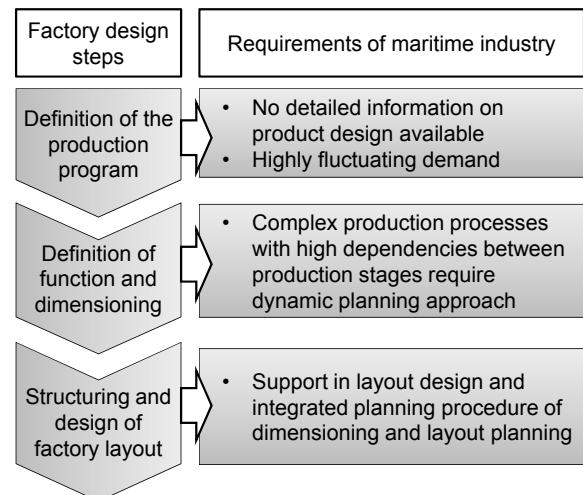 Factory design
steps
Requirements of maritime industry
Definition of the
production
program
• No detailed information on
product design available
• Highly fluctuating demand
Definition of
function and
dimensioning
• Complex production processes
with high dependencies between
production stages require
dynamic planning approach
Structuring and
design of
factory layout
• Support in layout design and
integrated planning procedure of
dimensioning and layout planning